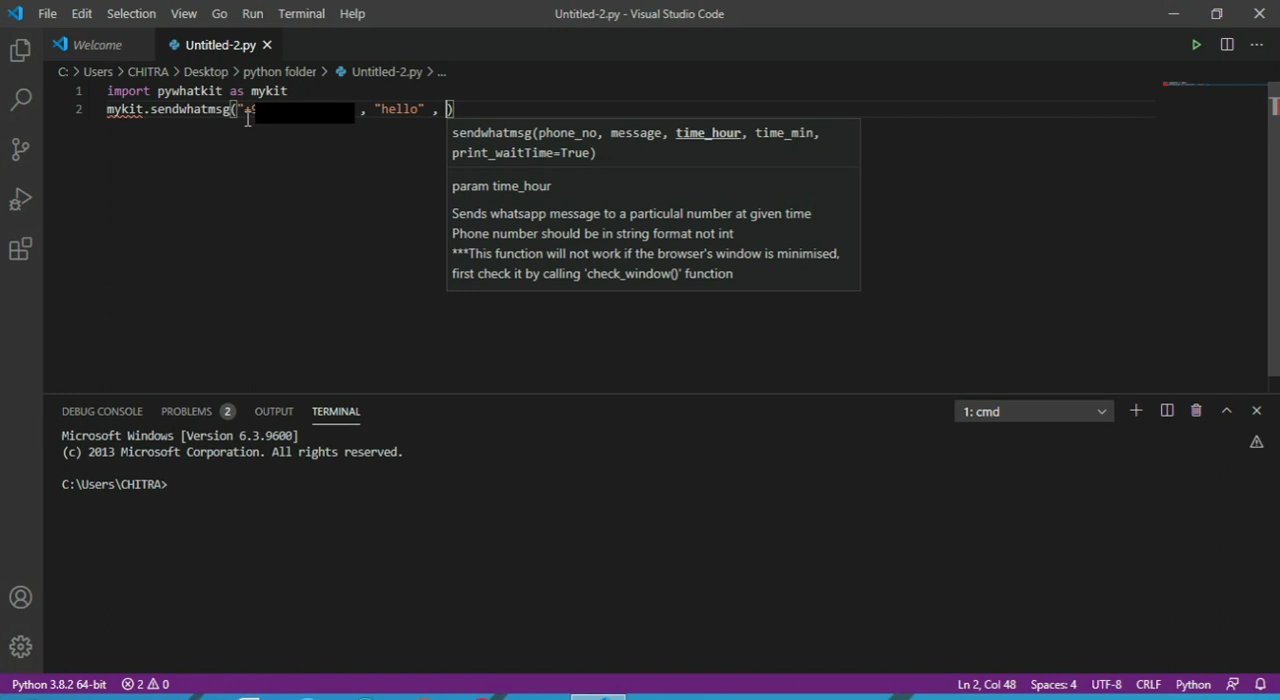 File Edit Selection View Go Run Terminal Help Untitled-2.py - Visual Studio Code
Welcome Untitled-2.py
C: > Users > CHITRA > Desktop > python folder > Untitled-2.py > ...
1 import pywhatkit as mykit
2 mykit.sendwhatmsg("+9 , "hello" , )
sendwhatmsg(phone_no, message, time_hour, time_min,
print_waitTime=True)
param time_hour
Sends whatsapp message to a particulal number at given time
Phone number should be in string format not int
***This function will not work if the browser's window is minimised,
first check it by calling 'check_window()' function
DEBUG CONSOLE PROBLEMS 2 OUTPUT TERMINAL 1: cmd
Microsoft Windows [Version 6.3.9600]
(c) 2013 Microsoft Corporation. All rights reserved.
C:\Users\CHITRA>
Python 3.8.2 64-bit 2 0 Ln 2, Col 48 Spaces: 4 UTF-8 CRLF Python